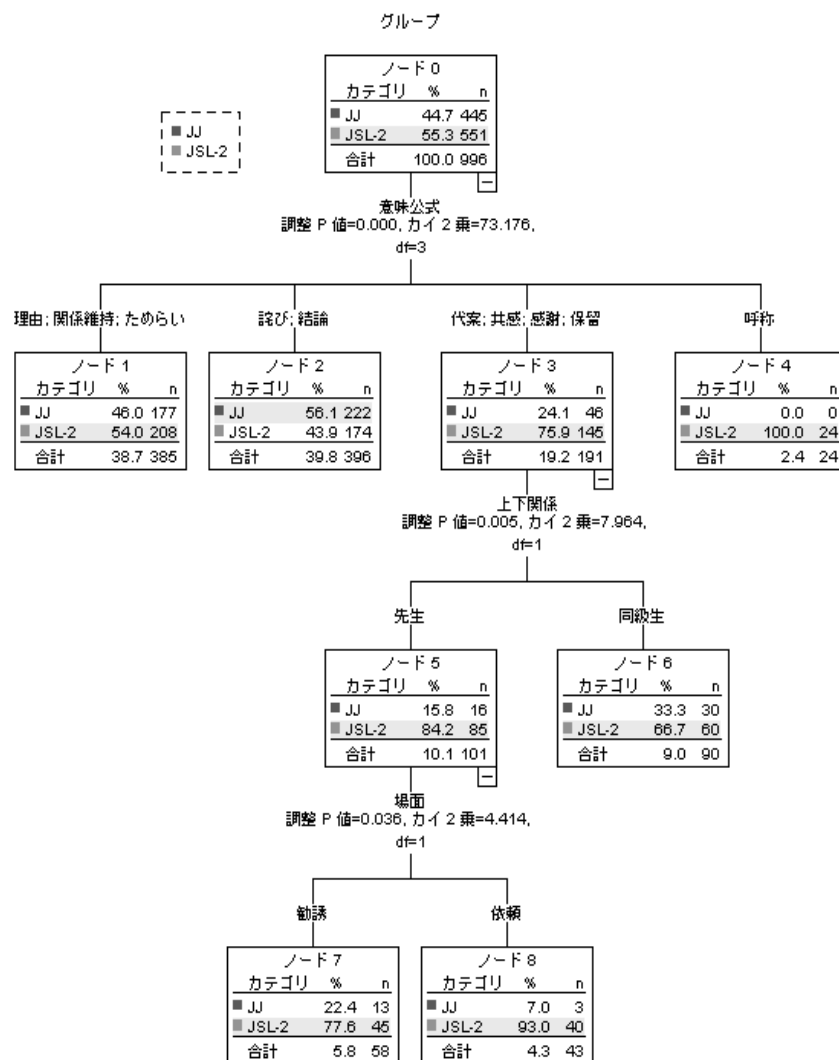 グループ
ノード 0
カテゴリ % n
JJ 44.7 445
JSL-2 55.3 551
合計 100.0 996
JJ
JSL-2
意味公式
調整 P 値=0.000, カイ 2 乗=73.176,
df=3
理由; 関係維持; ためらい
詫び; 結論
代案; 共感; 感謝; 保留
呼称
ノード 1
カテゴリ % n
JJ 46.0 177
JSL-2 54.0 208
合計 38.7 385
ノード 2
カテゴリ % n
JJ 56.1 222
JSL-2 43.9 174
合計 39.8 396
ノード 3
カテゴリ % n
JJ 24.1 46
JSL-2 75.9 145
合計 19.2 191
ノード 4
カテゴリ % n
JJ 0.0 0
JSL-2 100.0 24
合計 2.4 24
上下関係
調整 P 値=0.005, カイ 2 乗=7.964,
df=1
先生
同級生
ノード 5
カテゴリ % n
JJ 15.8 16
JSL-2 84.2 85
合計 10.1 101
ノード 6
カテゴリ % n
JJ 33.3 30
JSL-2 66.7 60
合計 9.0 90
場面
調整 P 値=0.036, カイ 2 乗=4.414,
df=1
勧誘
依頼
ノード 7
カテゴリ % n
JJ 22.4 13
JSL-2 77.6 45
合計 5.8 58
ノード 8
カテゴリ % n
JJ 7.0 3
JSL-2 93.0 40
合計 4.3 43